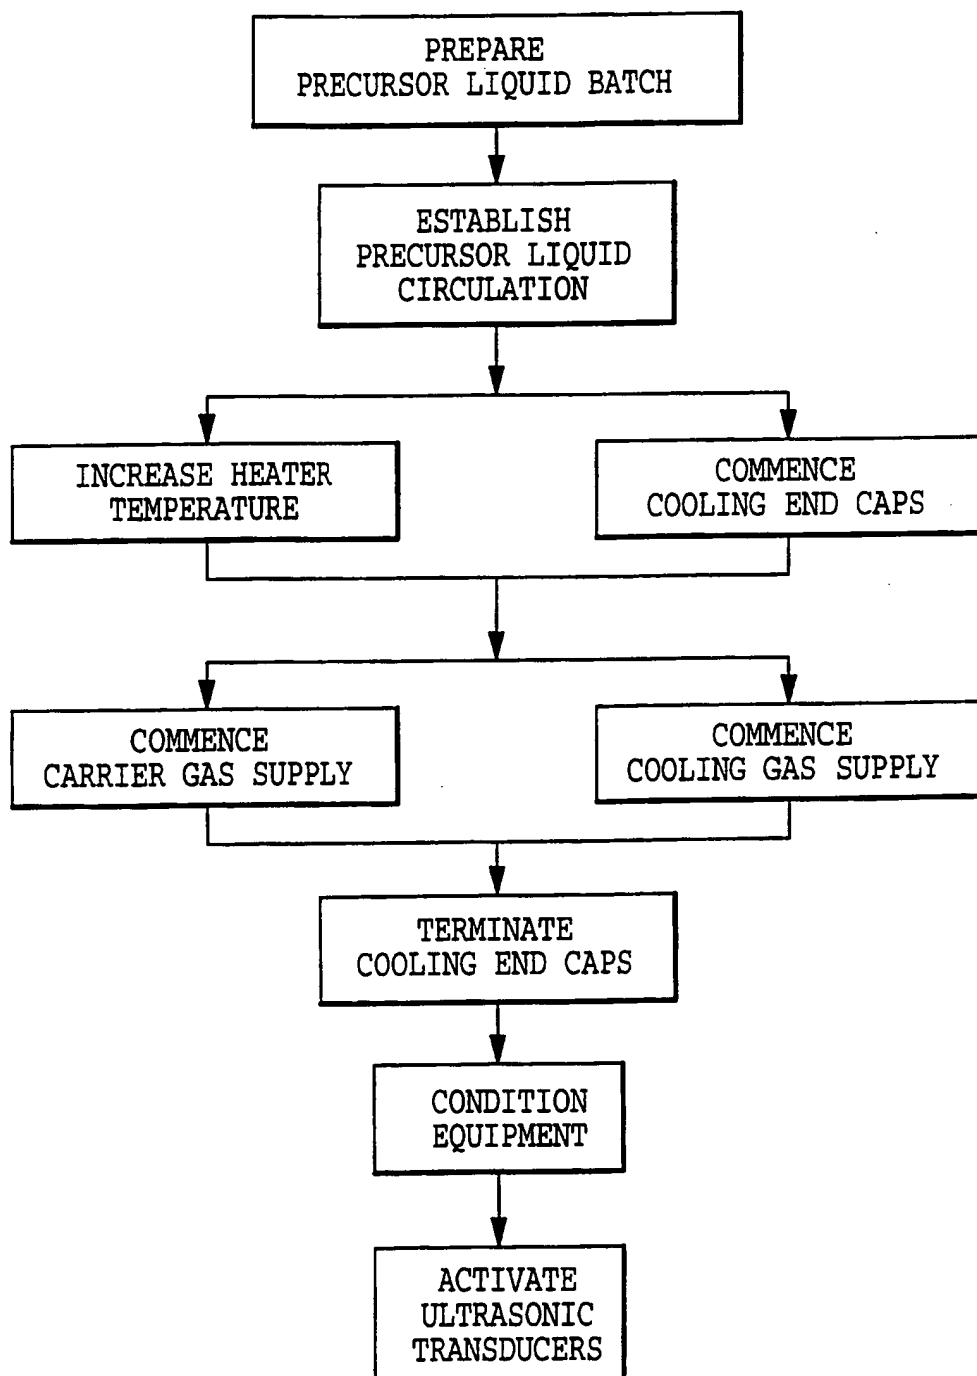 PREPARE
PRECURSOR LIQUID BATCH
ESTABLISH
PRECURSOR LIQUID
CIRCULATION
INCREASE HEATER
TEMPERATURE
COMMENCE
COOLING END CAPS
COMMENCE
CARRIER GAS SUPPLY
COMMENCE
COOLING GAS SUPPLY
TERMINATE
COOLING END CAPS
CONDITION
EQUIPMENT
ACTIVATE
ULTRASONIC
TRANSDUCERS